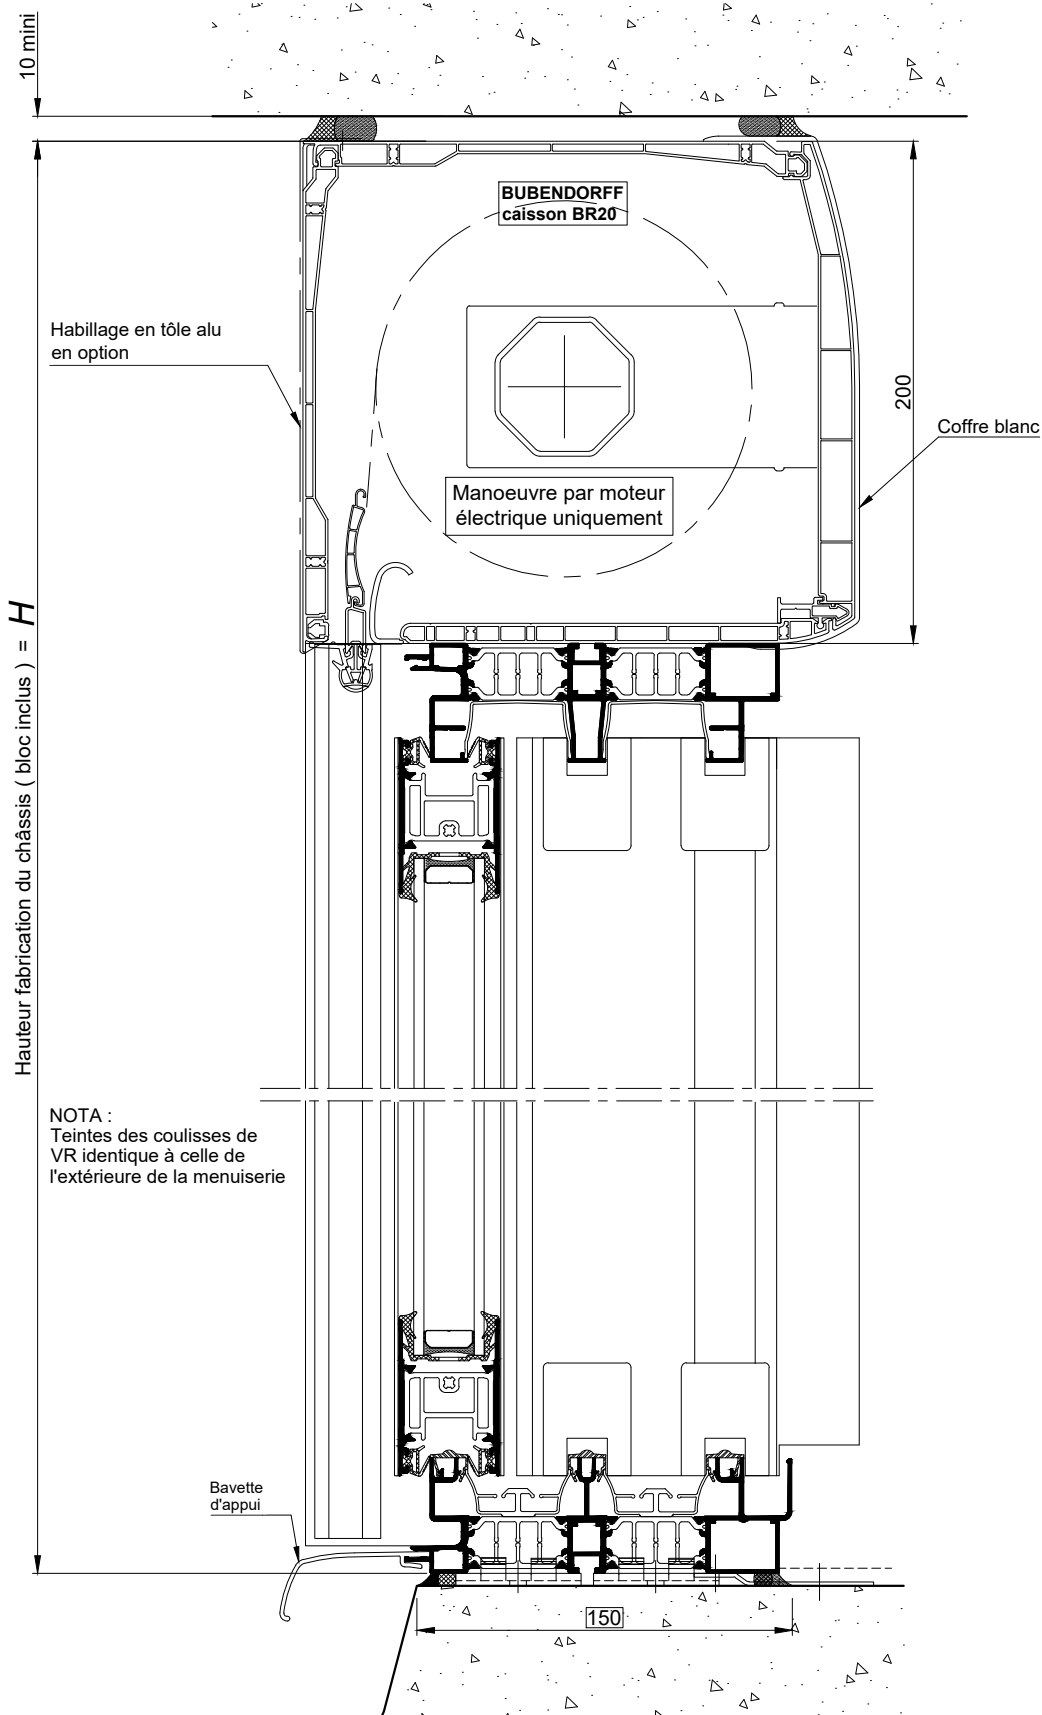 10 mini
BUBENDORFF
caisson BR20
Habillage en tôle alu
en option
200
Coffre blanc
Manoeuvre par moteur
électrique uniquement
Hauteur fabrication du châssis ( bloc inclus ) = H
NOTA :
Teintes des coulisses de
VR identique à celle de
l'extérieure de la menuiserie
Bavette
d'appui
150